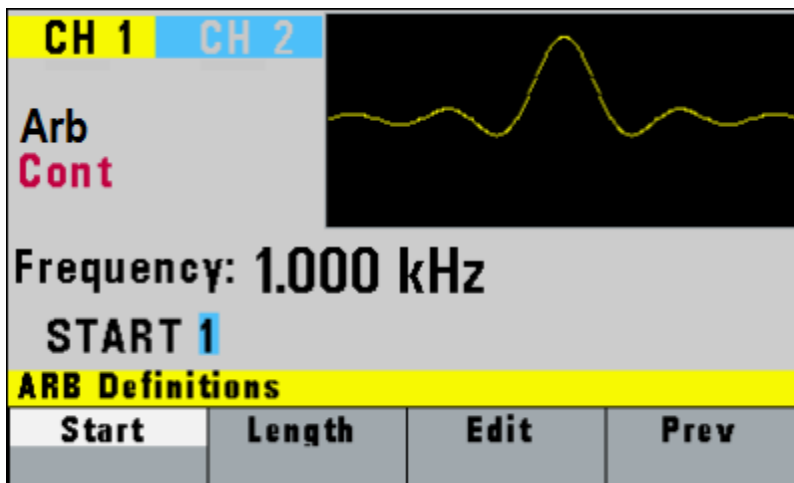 CH 1 CH 2
Arb
Cont
Frequency: 1.000 kHz
START 1
ARB Definitions
Start Length Edit Prev